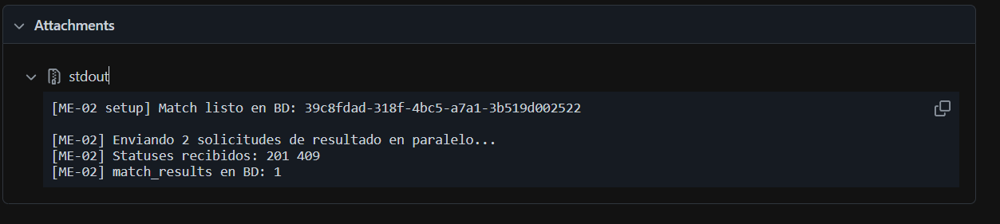 Attachments
stdout
[ME-02 setup] Match listo en BD: 39c8fdad-318f-4bc5-a7a1-3b519d002522
[ME-02] Enviando 2 solicitudes de resultado en paralelo...
[ME-02] Statuses recibidos: 201 409
[ME-02] match_results en BD: 1